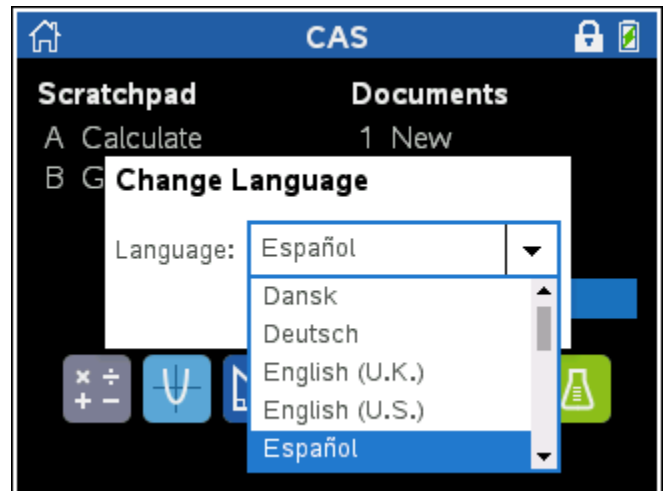 CAS
Scratchpad Documents
A Calculate 1 New
B G
Change Language
Language: Español
Dansk
Deutsch
English (U.K.)
English (U.S.)
Español